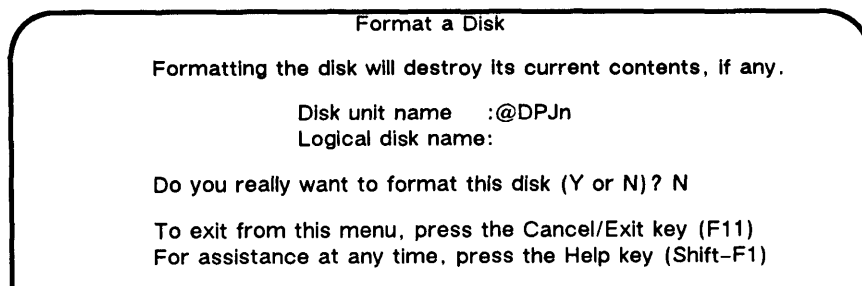 Format a Disk
Formatting the disk will destroy its current contents, if any.
Disk unit name :@DPJn
Logical disk name:
Do you really want to format this disk (Y or N)? N
To exit from this menu, press the Cancel/Exit key (F11)
For assistance at any time, press the Help key (Shift-F1)